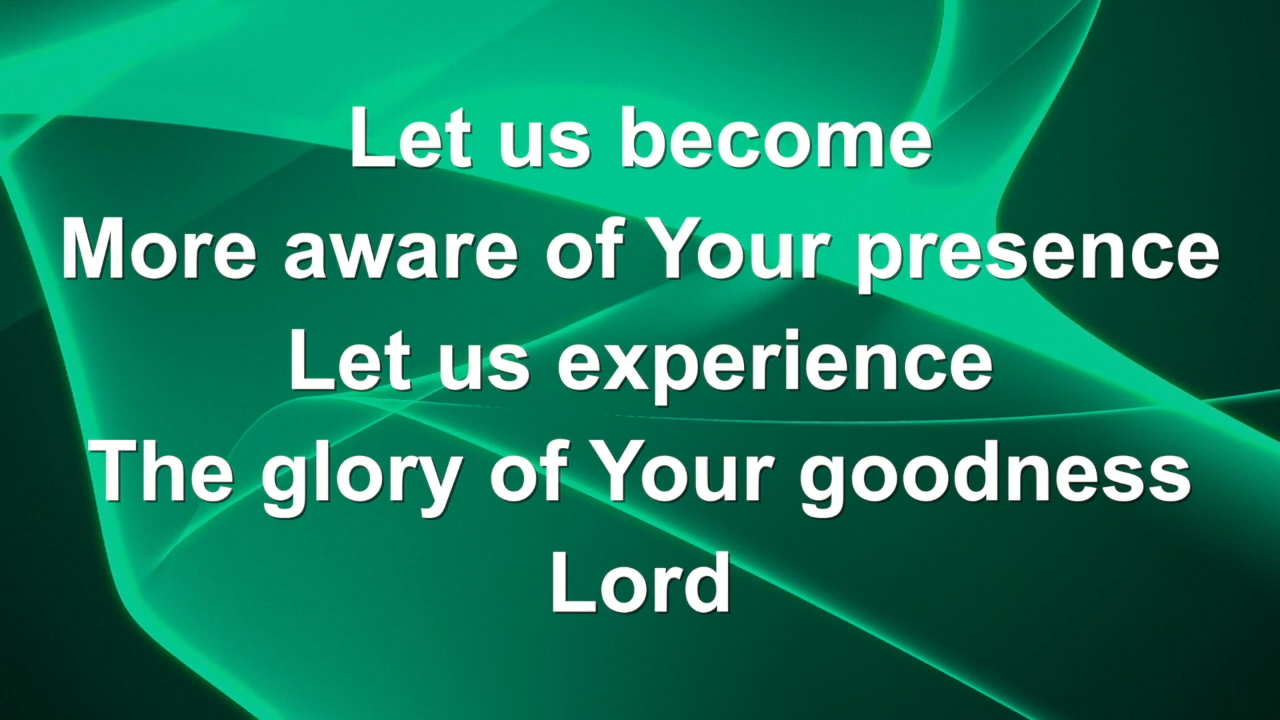 Let us become
More aware of Your presence
Let us experience
The glory of Your goodness
Lord